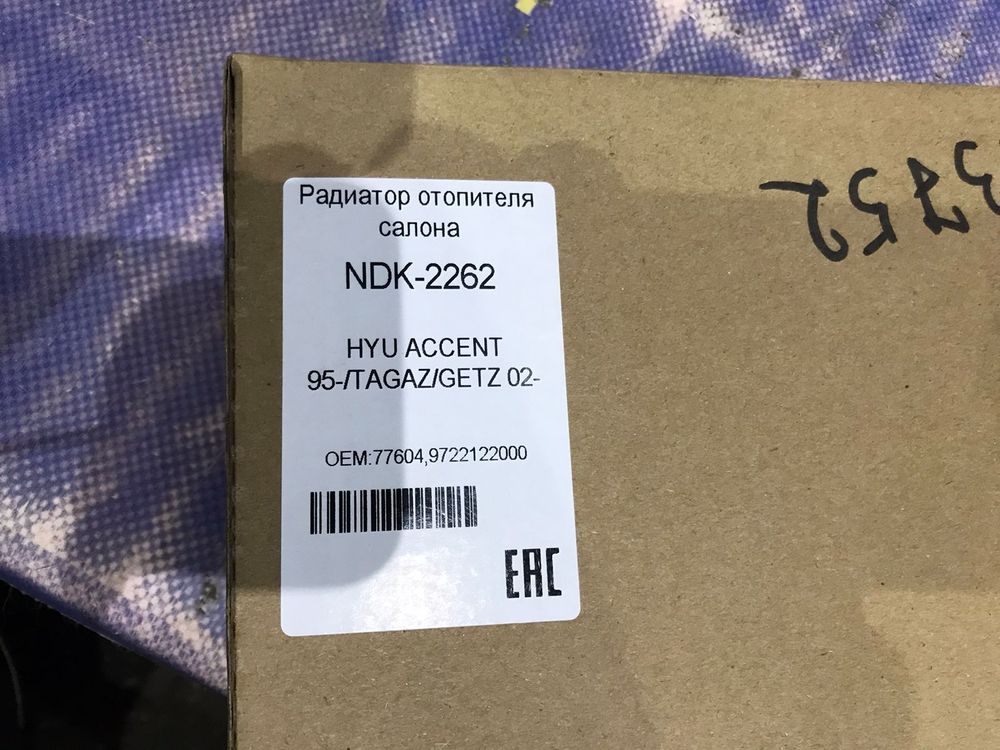 Радиатор отопителя
салона
NDK-2262
HYU ACCENT
95-/TAGAZ/GETZ 02-
OEM:77604,9722122000
EAC